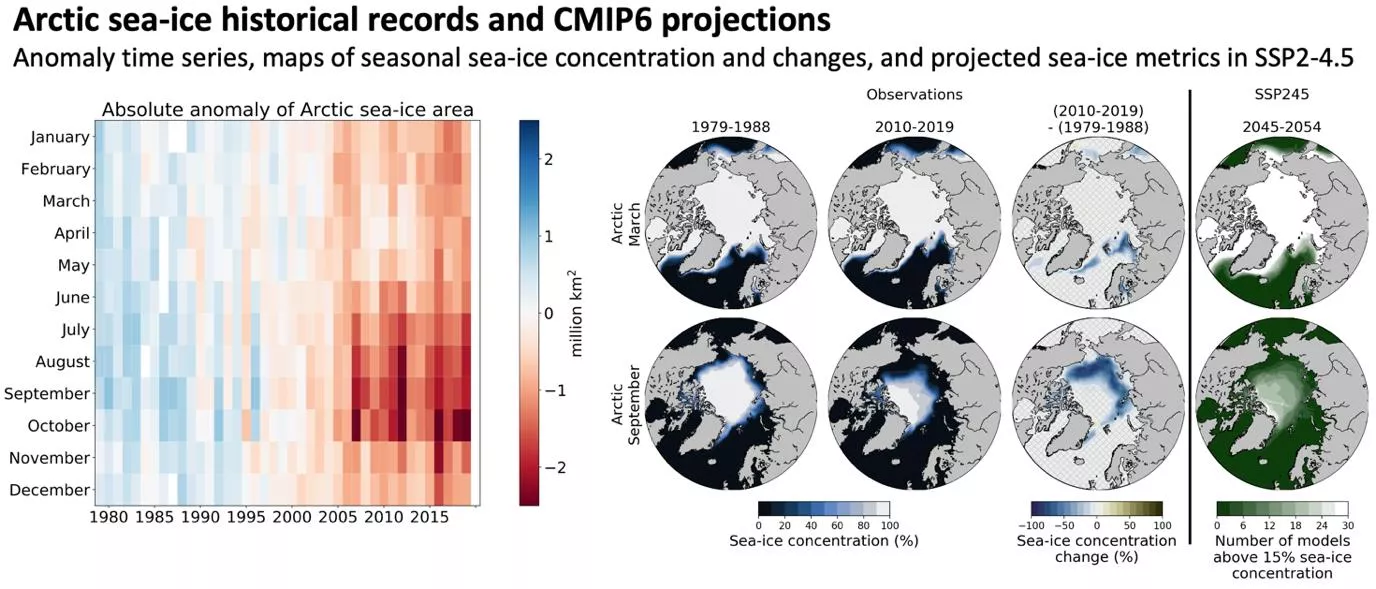 Arctic sea-ice historical records and CMIP6 projections
Anomaly time series, maps of seasonal sea-ice concentration and changes, and projected sea-ice metrics in SSP2-4.5
Absolute anomaly of Arctic sea-ice area
January
February
March
April
May
June
July
August
September
October
November
December
1980 1985 1990 1995 2000 2005 2010 2015
2
1
0
−1
−2
million km²
Observations
SSP245
1979-1988
2010-2019
(2010-2019)
- (1979-1988)
2045-2054
Arctic
March
Arctic
September
0 20 40 60 80 100
Sea-ice concentration (%)
−100 −50 0 50 100
Sea-ice concentration
change (%)
0 6 12 18 24 30
Number of models
above 15% sea-ice
concentration